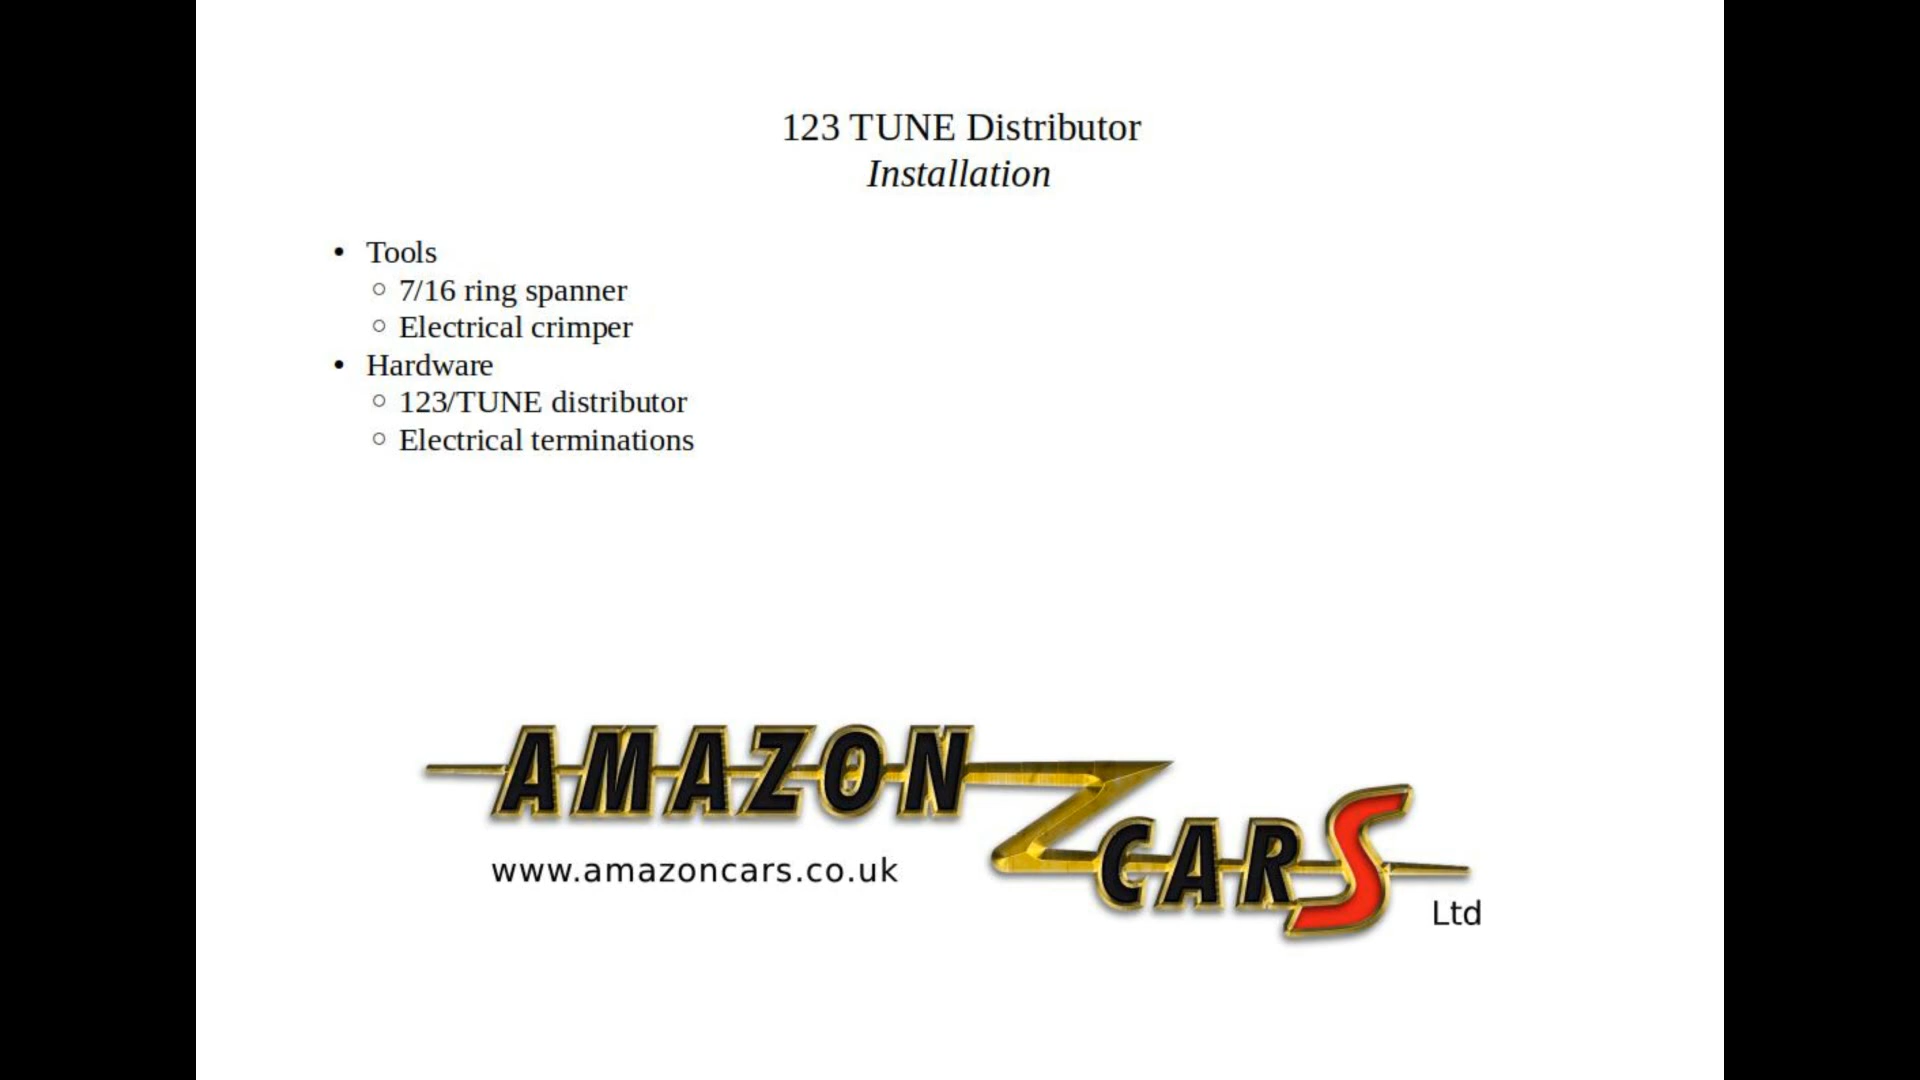 123 TUNE Distributor
Installation
• Tools
○ 7/16 ring spanner
○ Electrical crimper
• Hardware
○ 123/TUNE distributor
○ Electrical terminations
AMAZON
CARS
www.amazoncars.co.uk
Ltd